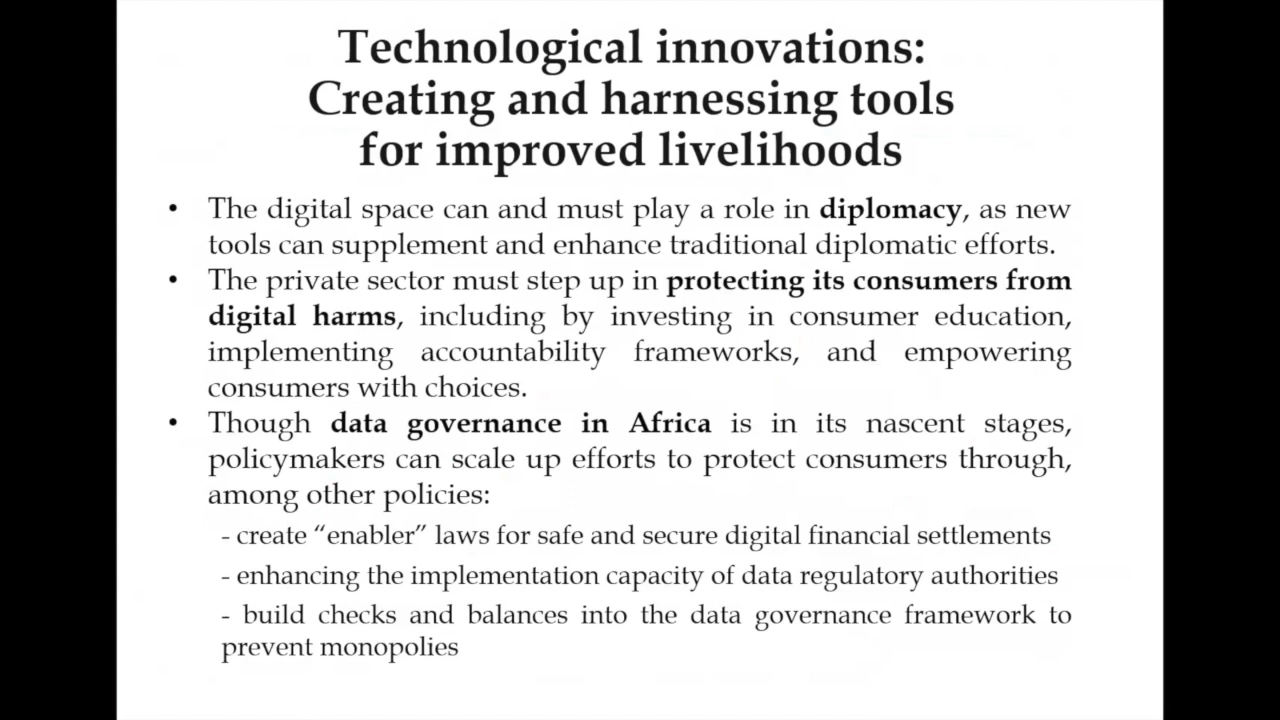 Technological innovations:
Creating and harnessing tools
for improved livelihoods
• The digital space can and must play a role in diplomacy, as new
tools can supplement and enhance traditional diplomatic efforts.
• The private sector must step up in protecting its consumers from
digital harms, including by investing in consumer education,
implementing accountability frameworks, and empowering
consumers with choices.
• Though data governance in Africa is in its nascent stages,
policymakers can scale up efforts to protect consumers through,
among other policies:
- create “enabler” laws for safe and secure digital financial settlements
- enhancing the implementation capacity of data regulatory authorities
- build checks and balances into the data governance framework to
prevent monopolies